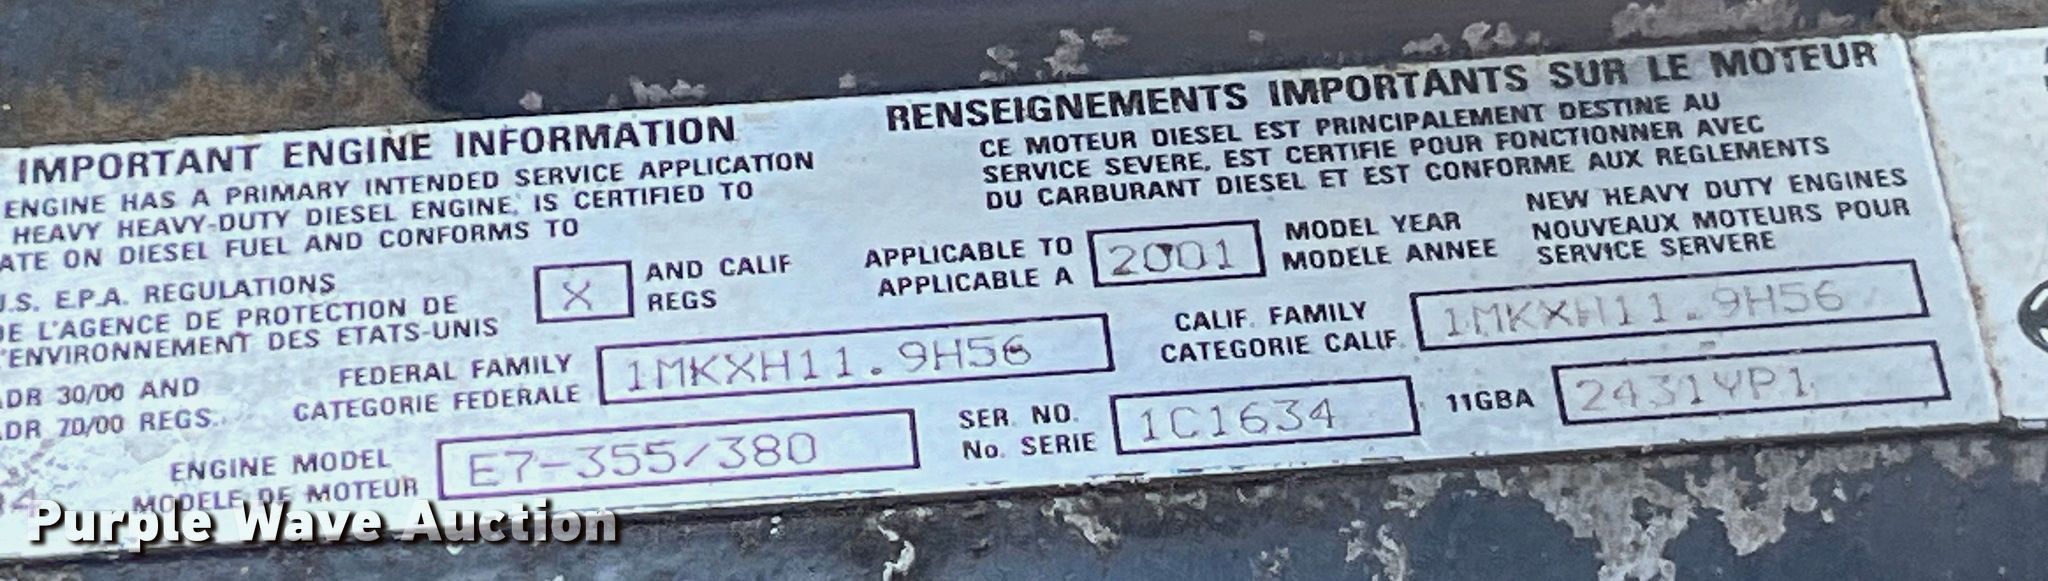 IMPORTANT ENGINE INFORMATION
ENGINE HAS A PRIMARY INTENDED SERVICE APPLICATION
HEAVY HEAVY-DUTY DIESEL ENGINE, IS CERTIFIED TO
ATE ON DIESEL FUEL AND CONFORMS TO
U.S. E.P.A. REGULATIONS
DE L'AGENCE DE PROTECTION DE
L'ENVIRONNEMENT DES ETATS-UNIS
X
AND CALIF
REGS
ADR 30/00 AND
ADR 70/00 REGS.
FEDERAL FAMILY
CATEGORIE FEDERALE
1MKXH11.9H56
ENGINE MODEL
MODELE DE MOTEUR
E7-355/380
RENSEIGNEMENTS IMPORTANTS SUR LE MOTEUR
CE MOTEUR DIESEL EST PRINCIPALEMENT DESTINE AU
SERVICE SEVERE, EST CERTIFIE POUR FONCTIONNER AVEC
DU CARBURANT DIESEL ET EST CONFORME AUX REGLEMENTS
APPLICABLE TO
APPLICABLE A
2001
MODEL YEAR
MODELE ANNEE
NEW HEAVY DUTY ENGINES
NOUVEAUX MOTEURS POUR
SERVICE SERVERE
CALIF. FAMILY
CATEGORIE CALIF.
1MKXH11.9H56
SER. NO.
No. SERIE
1C1634
11GBA
2431YP1
Purple Wave Auction